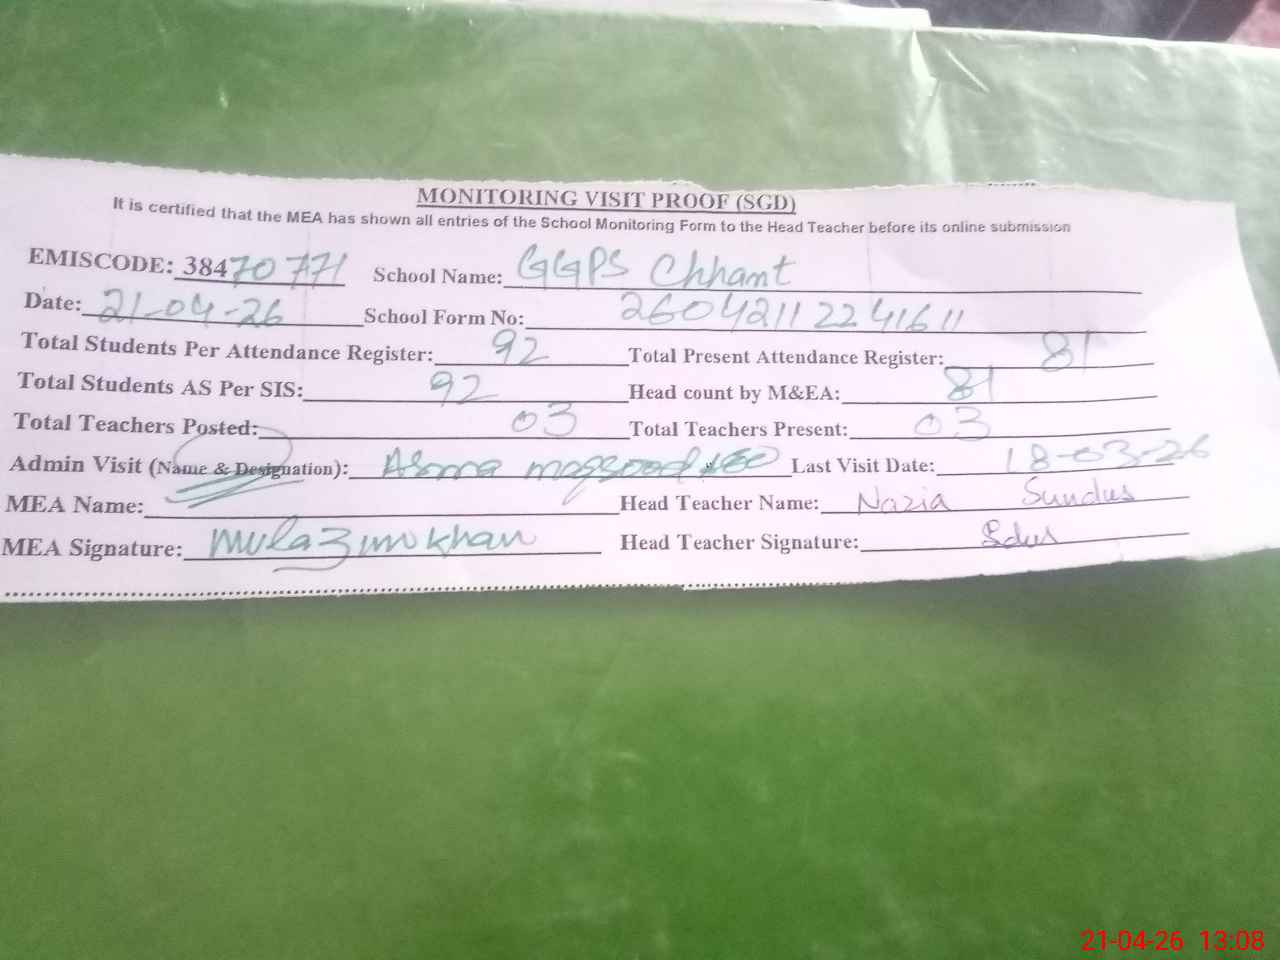 MONITORING VISIT PROOF (SGD)
It is certified that the MEA has shown all entries of the School Monitoring Form to the Head Teacher before its online submission
EMISCODE: 38470771 School Name: GGPS Chhant
Date: 21-04-26 School Form No: 26042112241611
Total Students Per Attendance Register: 92 Total Present Attendance Register: 81
Total Students AS Per SIS: 92 Head count by M&EA: 81
Total Teachers Posted: 03 Total Teachers Present: 03
Admin Visit (Name & Designation): Asma maqsood Last Visit Date: 18-03-26
MEA Name: Head Teacher Name: Nazia Sundus
MEA Signature: Mulazim khan Head Teacher Signature: Sdus
21-04-26 13:08